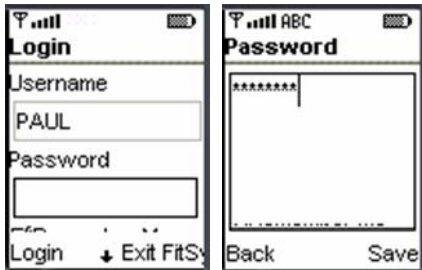 Login
Username
PAUL
Password
Login Exit FitSy
ABC
Password
********
Back Save